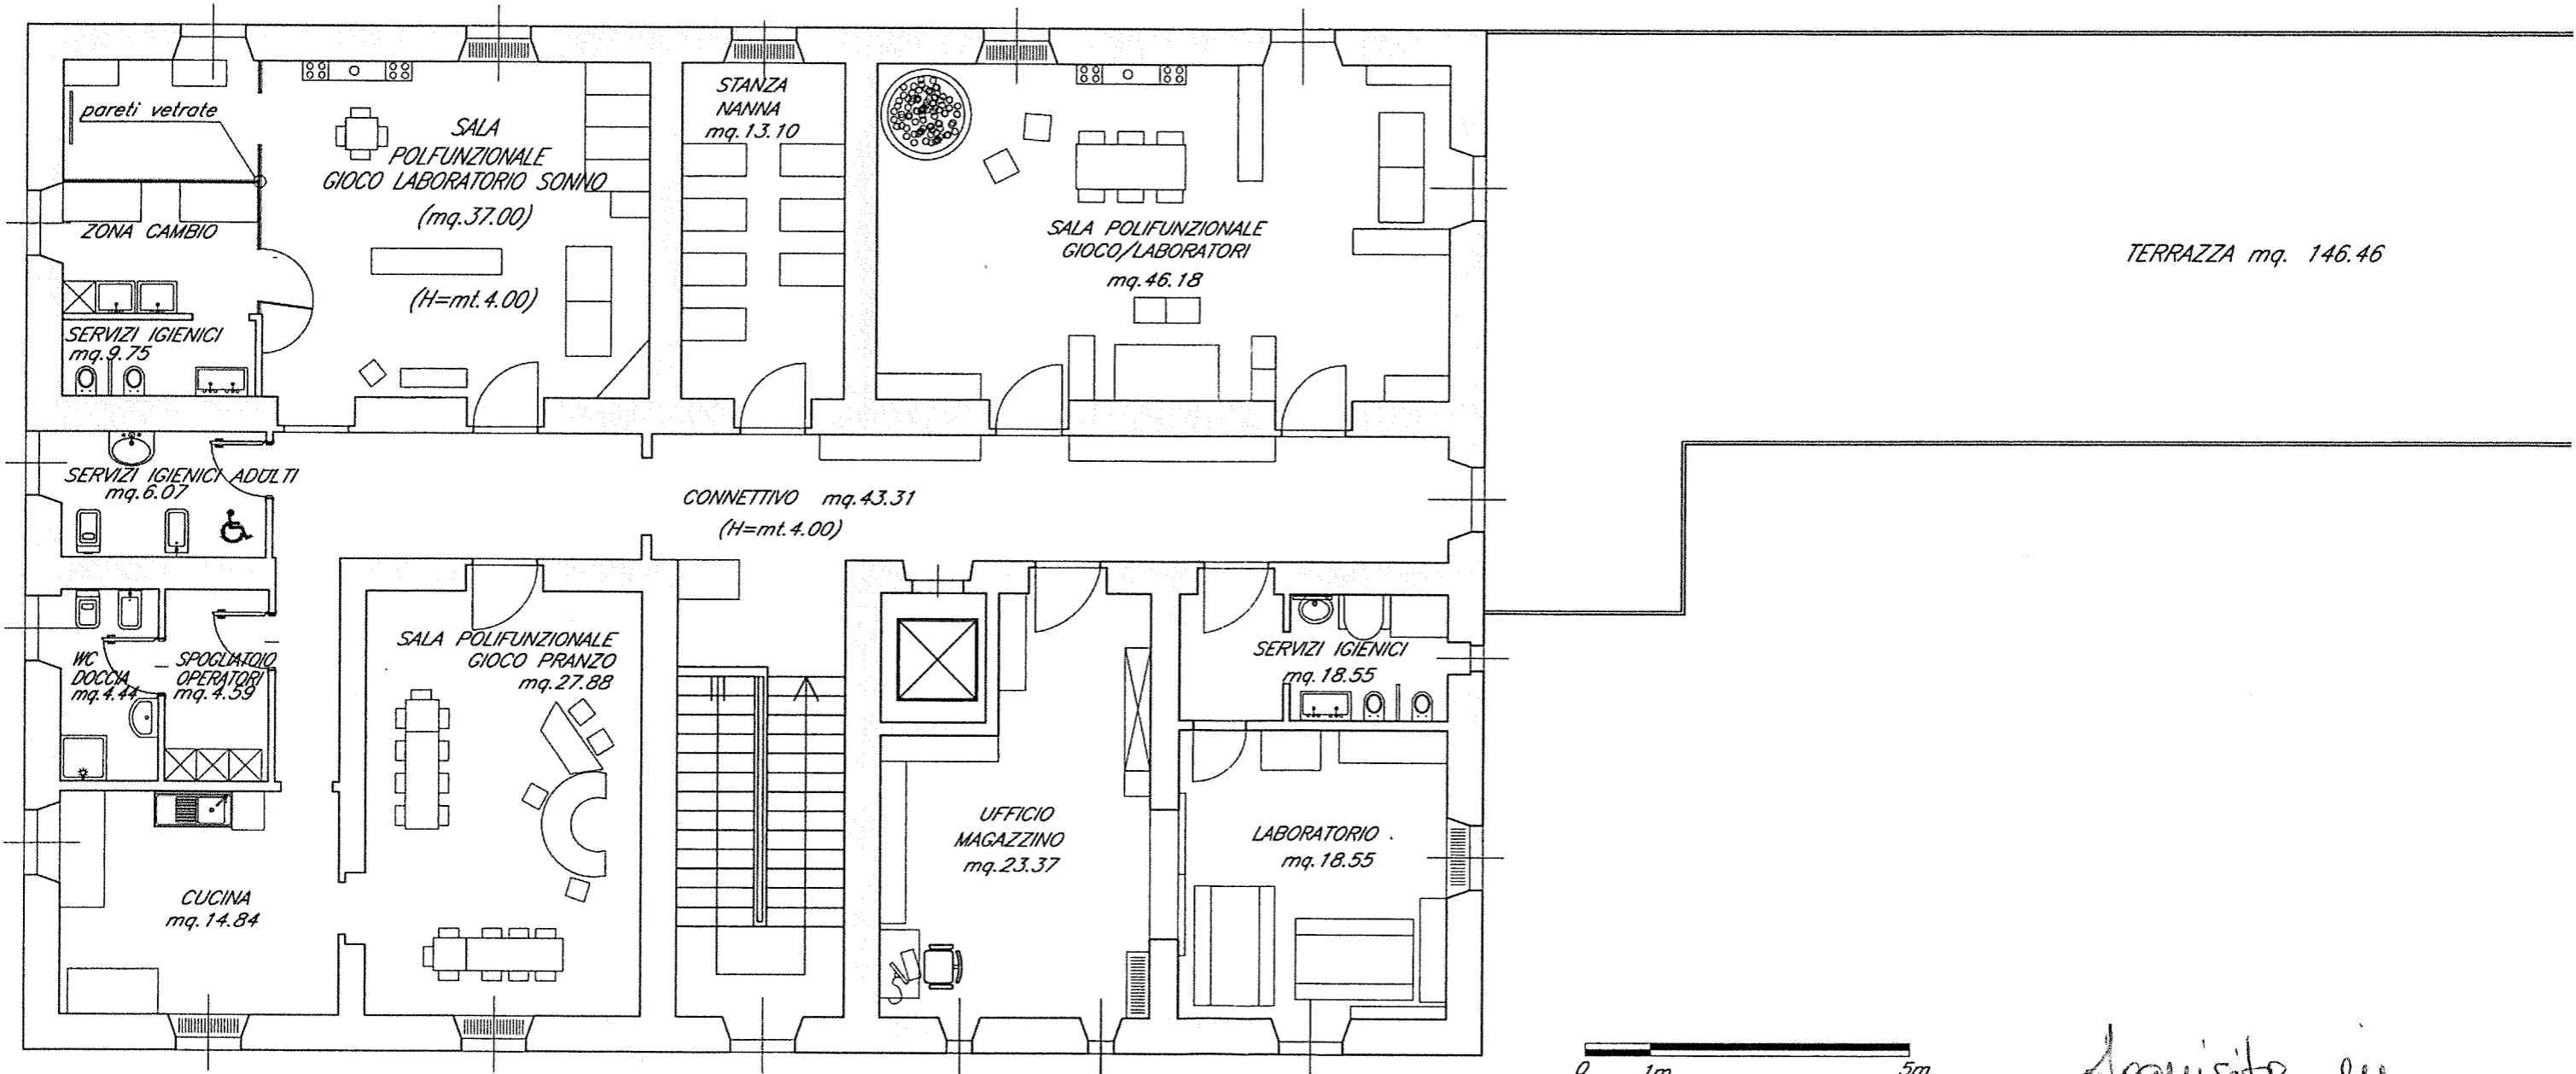 pareti vetrate
SALA
POLFUNZIONALE
GIOCO LABORATORIO SONNO
(mq.37.00)
(H=mt.4.00)
ZONA CAMBIO
SERVIZI IGIENICI
mq.9.75
STANZA
NANNA
mq.13.10
SALA POLIFUNZIONALE
GIOCO/LABORATORI
mq.46.18
TERRAZZA mq. 146.46
SERVIZI IGIENICI ADULTI
mq.6.07
CONNETTIVO mq.43.31
(H=mt.4.00)
WC
DOCCIA
mq.4.44
SPOGLIATOIO
OPERATORI
mq.4.59
SALA POLIFUNZIONALE
GIOCO PRANZO
mq.27.88
SERVIZI IGIENICI
mq.18.55
UFFICIO
MAGAZZINO
mq.23.37
LABORATORIO
mq.18.55
CUCINA
mq.14.84
0 1m 5m
Acquisito in